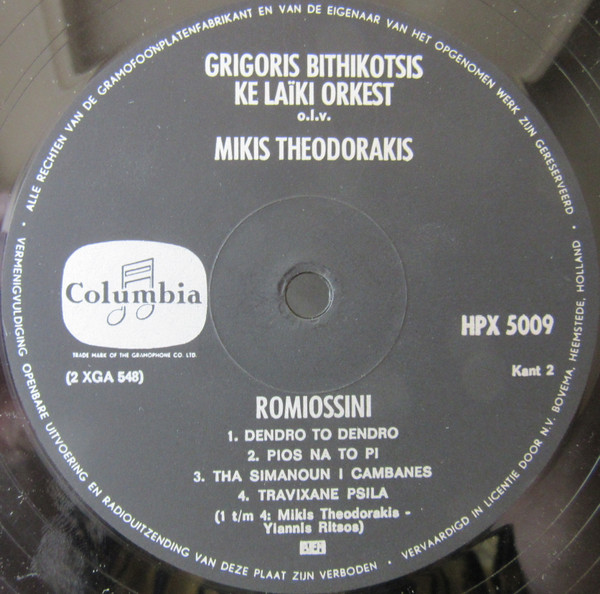 ALLE RECHTEN VAN DE GRAMOFOONPLATENFABRIKANT EN VAN DE EIGENAAR VAN HET OPGENOMEN WERK ZIJN GERESERVEERD
GRIGORIS BITHIKOTSIS
KE LAÏKI ORKEST
o.l.v.
MIKIS THEODORAKIS
Columbia
TRADE MARK OF THE GRAMOPHONE CO. LTD.
(2 XGA 548)
HPX 5009
Kant 2
ROMIOSSINI
1. DENDRO TO DENDRO
2. PIOS NA TO PI
3. THA SIMANOUN I CAMBANES
4. TRAVIXANE PSILA
(1 t/m 4: Mikis Theodorakis -
Yiannis Ritsos)
VERMENIGVULDIGING OPENBARE UITVOERING EN RADIOUITZENDING VAN DEZE PLAAT ZIJN VERBODEN
VERVAARDIGD IN LICENTIE DOOR N.V. BOVEMA, HEEMSTEDE, HOLLAND